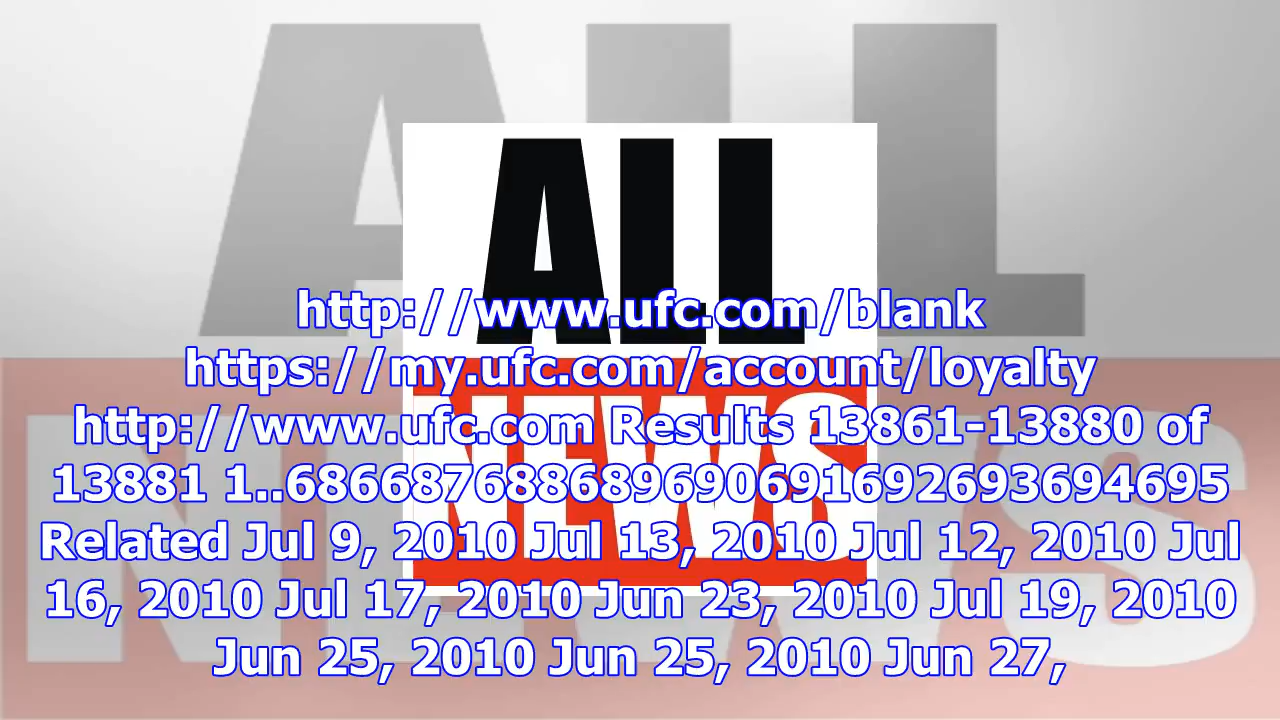 ALL
NEWS
http://www.ufc.com/blank
https://my.ufc.com/account/loyalty
http://www.ufc.com Results 13861-13880 of
13881 1..686687688689690691692693694695
Related Jul 9, 2010 Jul 13, 2010 Jul 12, 2010 Jul
16, 2010 Jul 17, 2010 Jun 23, 2010 Jul 19, 2010
Jun 25, 2010 Jun 25, 2010 Jun 27,